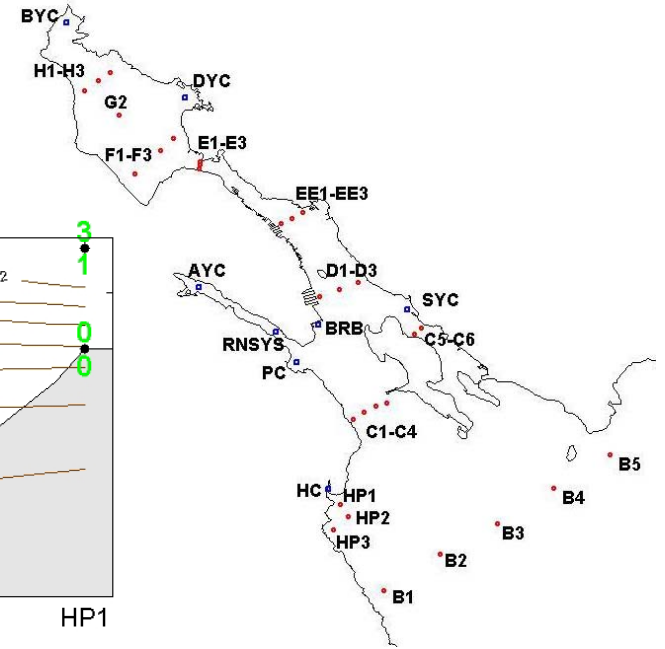 BYC
H1-H3
DYC
G2
F1-F3
E1-E3
EE1-EE3
3
1
2
AYC
D1-D3
SYC
0
0
RNSYS
BRB
C5-C6
PC
C1-C4
B5
HC
HP1
B4
HP2
B3
HP3
B2
B1
HP1